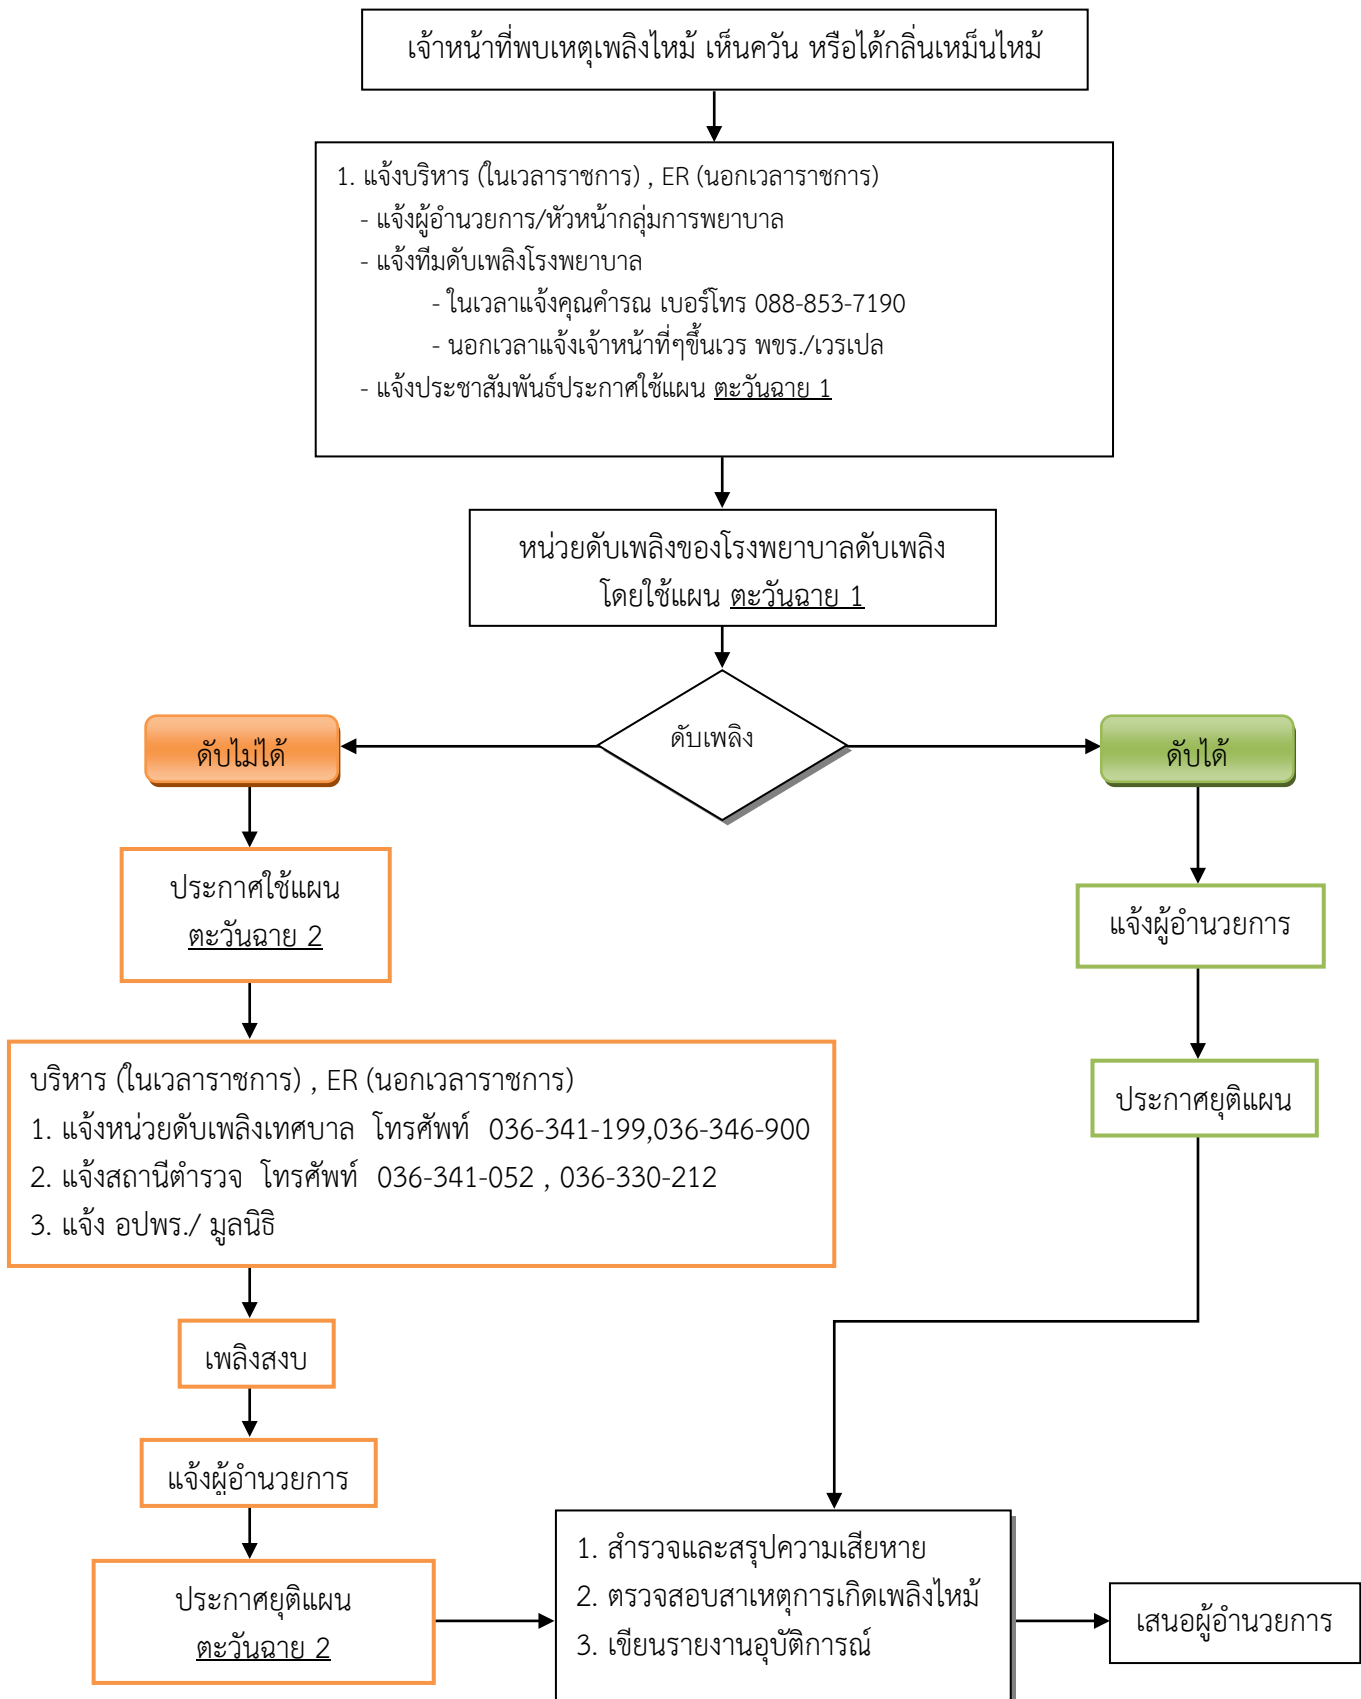 เจ้าหน้าที่พบเหตุเพลิงไหม้ เห็นควัน หรือได้กลิ่นเหม็นไหม้
1. แจ้งบริหาร (ในเวลาราชการ) , ER (นอกเวลาราชการ)
- แจ้งผู้อำนวยการ/หัวหน้ากลุ่มการพยาบาล
- แจ้งทีมดับเพลิงโรงพยาบาล
- ในเวลาแจ้งคุณคำรณ เบอร์โทร 088-853-7190
- นอกเวลาแจ้งเจ้าหน้าที่ๆขึ้นเวร พขร./เวรเปล
- แจ้งประชาสัมพันธ์ประกาศใช้แผน ตะวันฉาย 1
หน่วยดับเพลิงของโรงพยาบาลดับเพลิง
โดยใช้แผน ตะวันฉาย 1
ดับเพลิง
ดับไม่ได้
ดับได้
ประกาศใช้แผน
ตะวันฉาย 2
แจ้งผู้อำนวยการ
บริหาร (ในเวลาราชการ) , ER (นอกเวลาราชการ)
1. แจ้งหน่วยดับเพลิงเทศบาล โทรศัพท์ 036-341-199,036-346-900
2. แจ้งสถานีตำรวจ โทรศัพท์ 036-341-052 , 036-330-212
3. แจ้ง อปพร./ มูลนิธิ
ประกาศยุติแผน
เพลิงสงบ
แจ้งผู้อำนวยการ
ประกาศยุติแผน
ตะวันฉาย 2
1. สำรวจและสรุปความเสียหาย
2. ตรวจสอบสาเหตุการเกิดเพลิงไหม้
3. เขียนรายงานอุบัติการณ์
เสนอผู้อำนวยการ